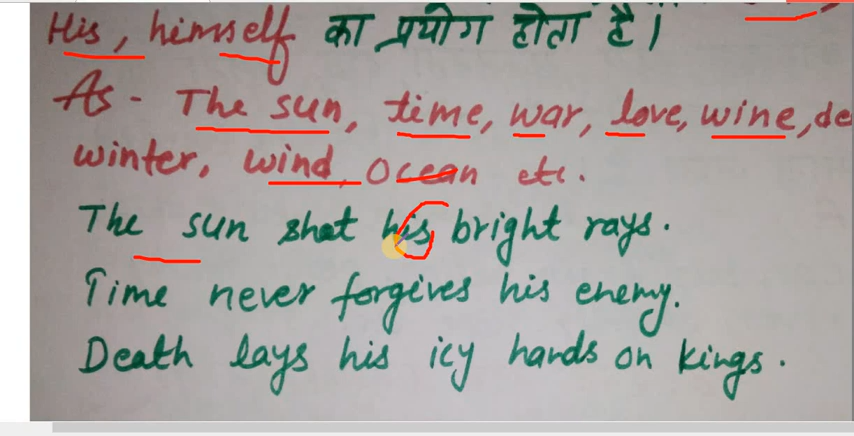 His, himself का प्रयोग होता है।
As - The sun, time, war, love, wine, de
winter, wind, Ocean etc.
The sun shot his bright rays.
Time never forgives his enemy.
Death lays his icy hands on kings.